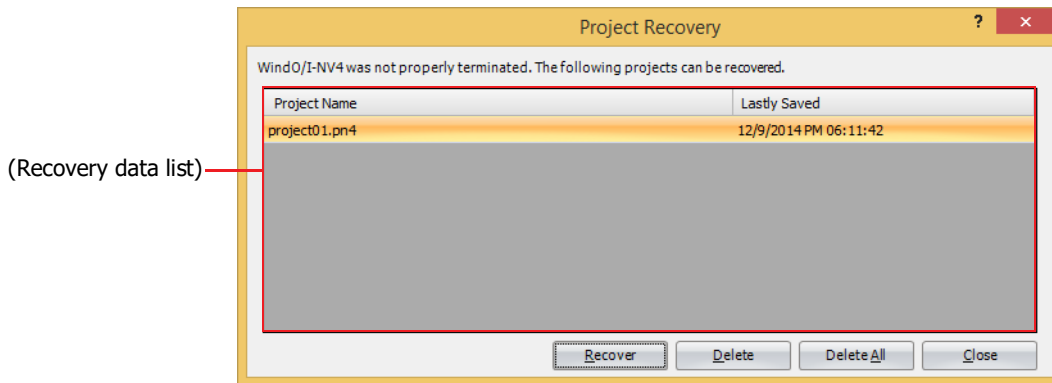 Project Recovery
?
×
WindO/I-NV4 was not properly terminated. The following projects can be recovered.
Project Name Lastly Saved
project01.pn4 12/9/2014 PM 06:11:42
(Recovery data list)
Recover Delete Delete All Close